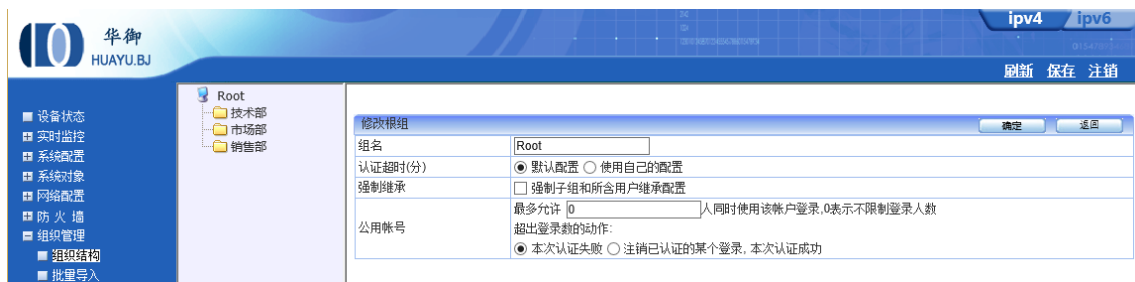 ipv4 ipv6
华御
HUAYU.BJ
刷新 保存 注销
设备状态
实时监控
系统配置
系统对象
网络配置
防 火 墙
组织管理
组织结构
批量导入
Root
技术部
市场部
销售部
修改根组 确定 返回
组名 Root
认证超时(分) 默认配置 使用自己的配置
强制继承 强制子组和所含用户继承配置
公用帐号 最多允许 0 人同时使用该帐户登录,0表示不限制登录人数
超出登录数的动作:
本次认证失败 注销已认证的某个登录, 本次认证成功